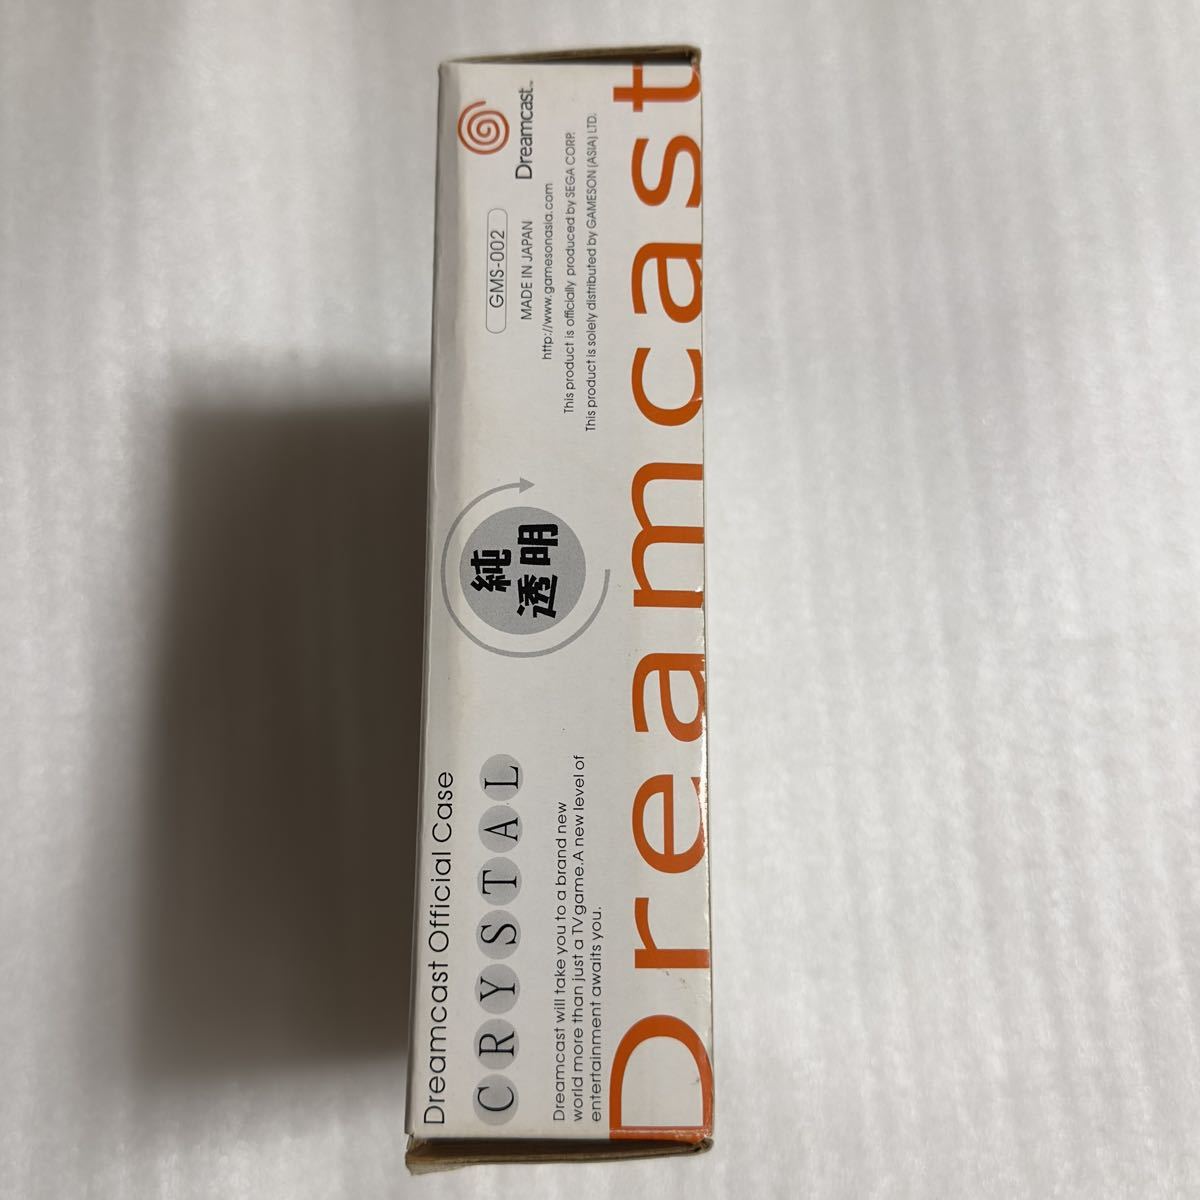 Dreamcast Official Case
CRYSTAL
Dreamcast will take you to a brand new
world more than just a TV game.A new level of
entertainment awaits you.
純
透明
GMS-002
MADE IN JAPAN
Dreamcast™
http://www.gamesonasia.com
This product is officially produced by SEGA CORP.
This product is solely distributed by GAMESON (ASIA) LTD.
Dreamcast